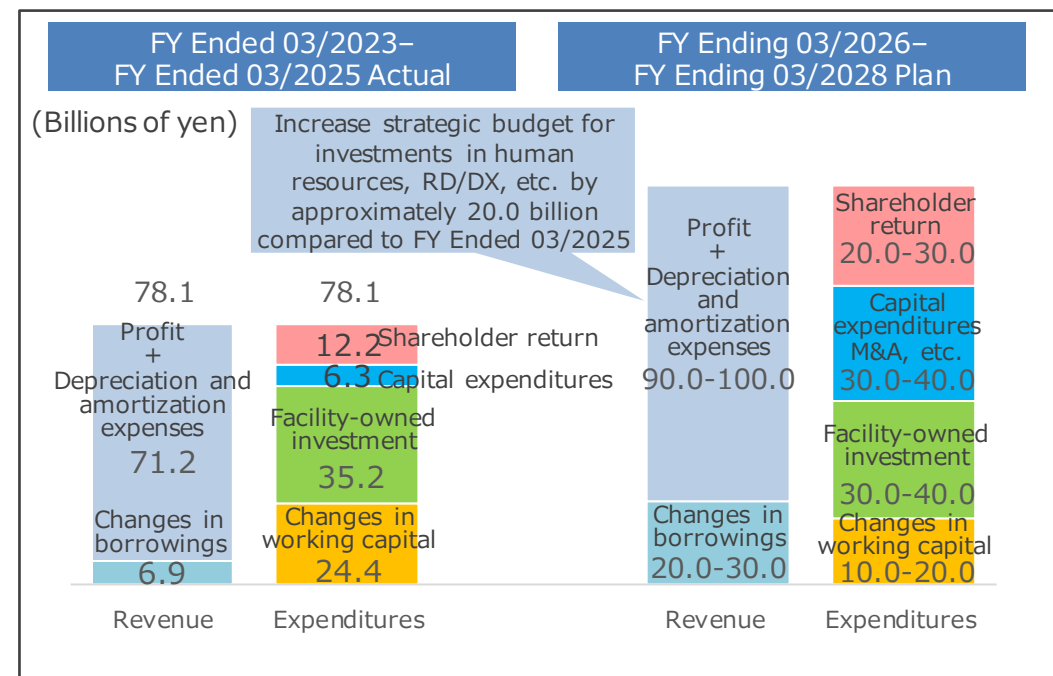 FY Ended 03/2023–
FY Ended 03/2025 Actual
FY Ending 03/2026–
FY Ending 03/2028 Plan
(Billions of yen)
Increase strategic budget for
investments in human
resources, RD/DX, etc. by
approximately 20.0 billion
compared to FY Ended 03/2025
78.1
Profit
+
Depreciation and
amortization
expenses
71.2
Changes in
borrowings
6.9
Revenue
78.1
12.2
Shareholder return
6.3
Capital expenditures
Facility-owned
investment
35.2
Changes in
working capital
24.4
Expenditures
Profit
+
Depreciation
and
amortization
expenses
90.0-100.0
Changes in
borrowings
20.0-30.0
Revenue
Shareholder
return
20.0-30.0
Capital
expenditures
M&A, etc.
30.0-40.0
Facility-owned
investment
30.0-40.0
Changes in
working capital
10.0-20.0
Expenditures